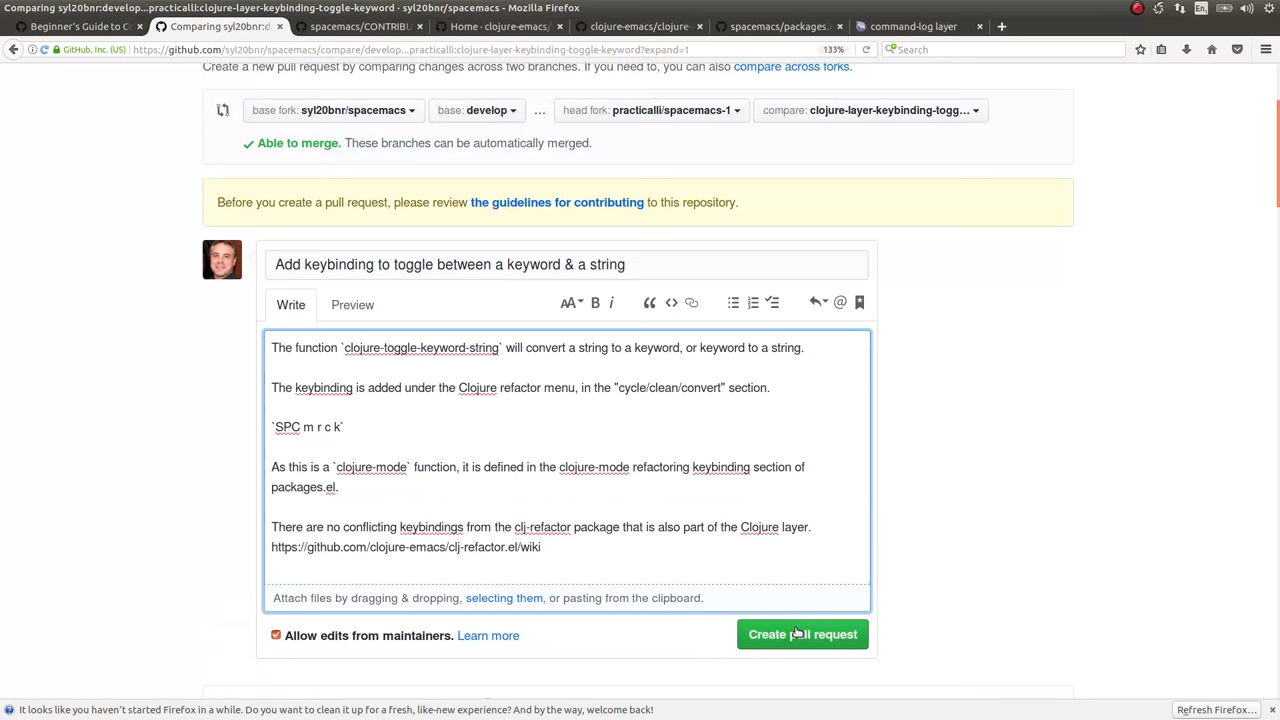 Comparing syl20bnr:develop...practicalli:clojure-layer-keybinding-toggle-keyword · syl20bnr/spacemacs - Mozilla Firefox
En
Beginner's Guide to C
Comparing syl20bnr:d
spacemacs/CONTRIBU
Home · clojure-emacs/
clojure-emacs/clojure-
spacemacs/packages.
command-log layer
GitHub, Inc. (US)
https://github.com/syl20bnr/spacemacs/compare/develop...practicalli:clojure-layer-keybinding-toggle-keyword?expand=1
133%
Search
Create a new pull request by comparing changes across two branches. If you need to, you can also compare across forks.
base fork: syl20bnr/spacemacs
base: develop
...
head fork: practicalli/spacemacs-1
compare: clojure-layer-keybinding-togg…
Able to merge. These branches can be automatically merged.
Before you create a pull request, please review the guidelines for contributing to this repository.
Add keybinding to toggle between a keyword & a string
Write
Preview
AA
B
i
The function `clojure-toggle-keyword-string` will convert a string to a keyword, or keyword to a string.
The keybinding is added under the Clojure refactor menu, in the "cycle/clean/convert" section.
`SPC m r c k`
As this is a `clojure-mode` function, it is defined in the clojure-mode refactoring keybinding section of
packages.el.
There are no conflicting keybindings from the clj-refactor package that is also part of the Clojure layer.
https://github.com/clojure-emacs/clj-refactor.el/wiki
Attach files by dragging & dropping, selecting them, or pasting from the clipboard.
Allow edits from maintainers. Learn more
Create pull request
It looks like you haven't started Firefox in a while. Do you want to clean it up for a fresh, like-new experience? And by the way, welcome back!
Refresh Firefox...